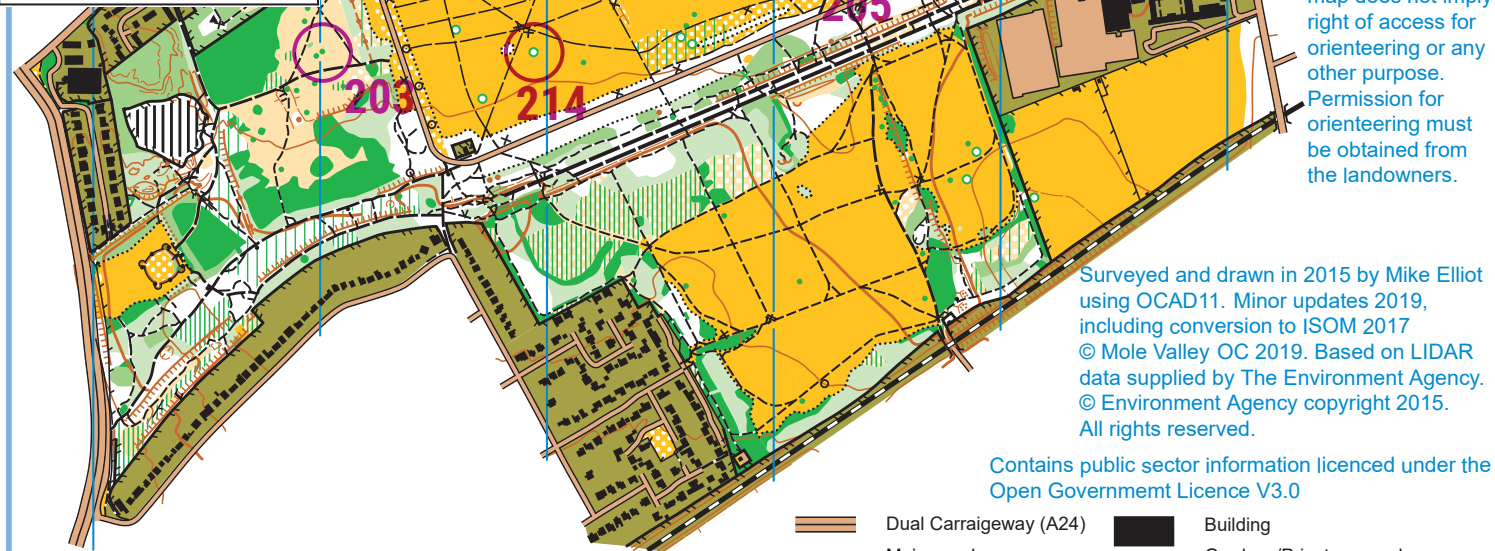 205
203
214
map does not imply
right of access for
orienteering or any
other purpose.
Permission for
orienteering must
be obtained from
the landowners.
Surveyed and drawn in 2015 by Mike Elliot
using OCAD11. Minor updates 2019,
including conversion to ISOM 2017
© Mole Valley OC 2019. Based on LIDAR
data supplied by The Environment Agency.
© Environment Agency copyright 2015.
All rights reserved.
Contains public sector information licenced under the
Open Governmemt Licence V3.0
Dual Carraigeway (A24)
Building